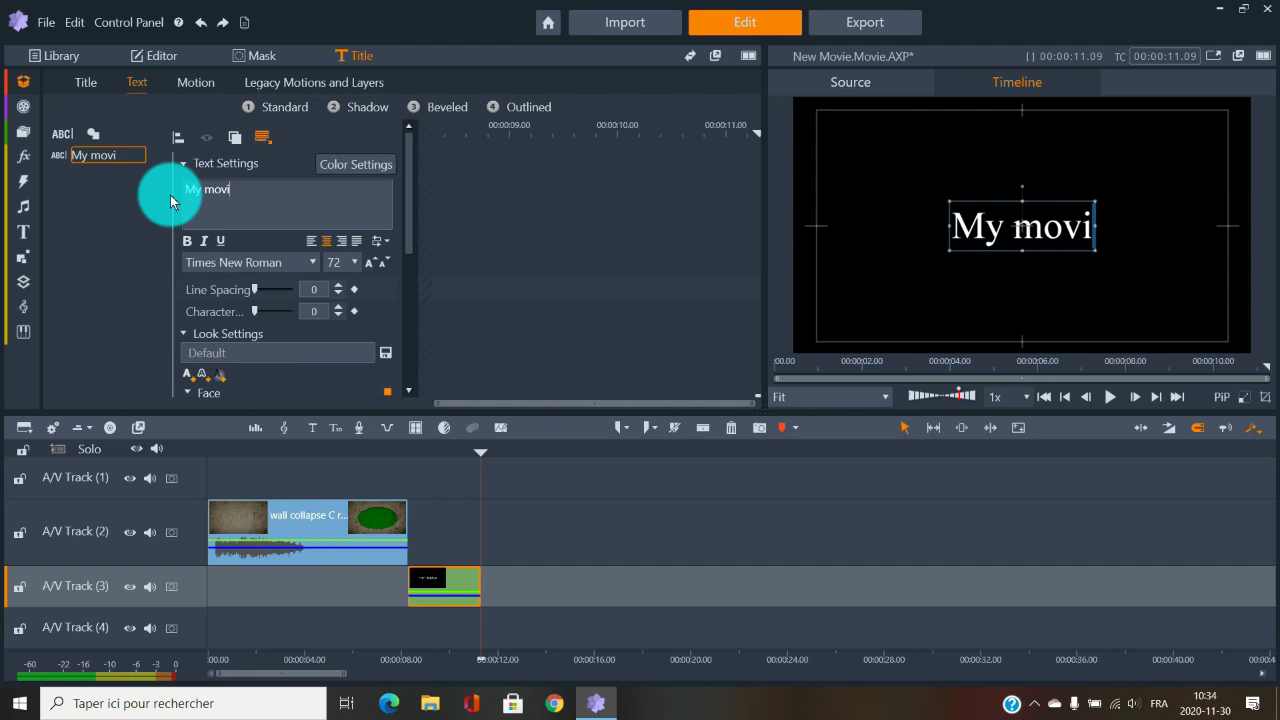 File Edit Control Panel
Import Edit Export
Library Editor Mask Title
New Movie.Movie.AXP* [ ] 00:00:11.09 TC 00:00:11.09
Title Text Motion Legacy Motions and Layers
Source Timeline
1 Standard 2 Shadow 3 Beveled 4 Outlined
00:00:09.00 00:00:10.00 00:00:11.00
ABC
ABC My movi
Text Settings Color Settings
My movi
My movi
B I U
Times New Roman 72
Line Spacing 0
Character... 0
Look Settings
Default
Face
:00.00 00:00:02.00 00:00:04.00 00:00:06.00 00:00:08.00 00:00:10.00
Fit 1x PiP
Solo
A/V Track (1)
A/V Track (2) wall collapse C r...
A/V Track (3)
A/V Track (4)
-60 -22 -16 -10 -6 -3 0
:00.00 00:00:04.00 00:00:08.00 00:00:12.00 00:00:16.00 00:00:20.00 00:00:24.00 00:00:28.00 00:00:32.00 00:00:36.00 00:00:40.00 00:00:4
Taper ici pour rechercher
FRA 10:34
2020-11-30